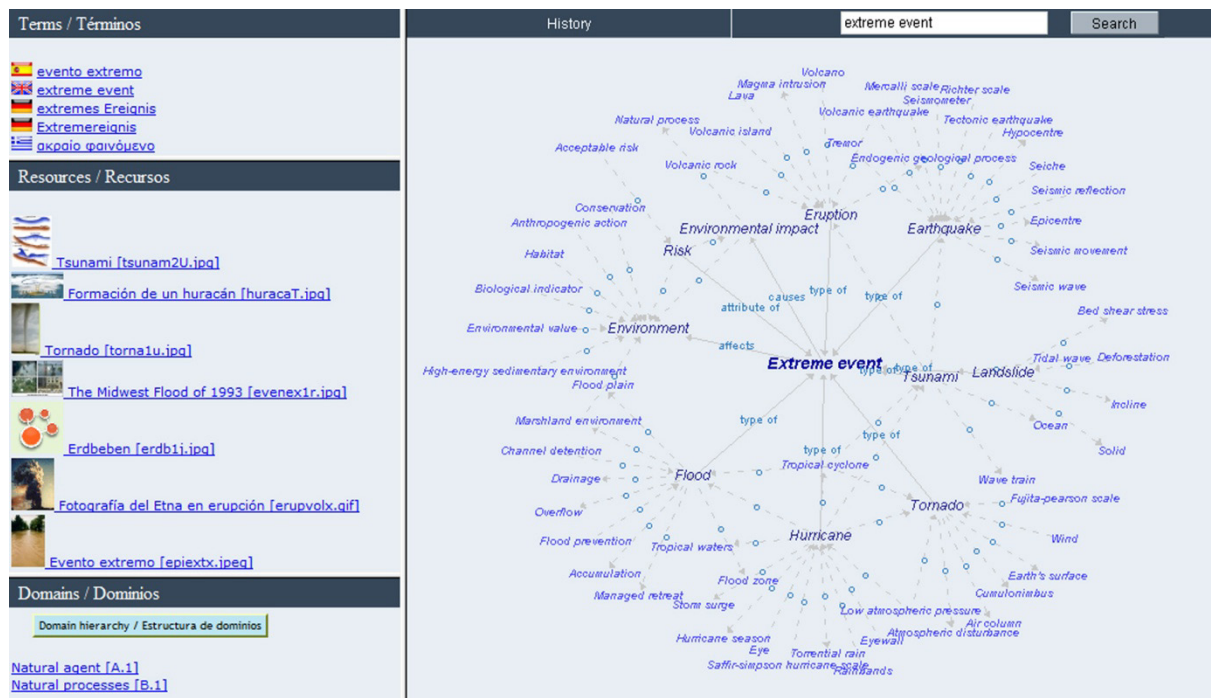 Terms / Términos
evento extremo
extreme event
extremes Ereignis
Extremereignis
ακραίο φαινόμενο
Resources / Recursos
Tsunami [tsunam2U.jpg]
Formación de un huracán [huracaT.jpg]
Tornado [torna1u.jpg]
The Midwest Flood of 1993 [evenex1r.jpg]
Erdbeben [erdb1j.jpg]
Fotografía del Etna en erupción [erupvolx.gif]
Evento extremo [epiextx.jpeg]
Domains / Dominios
Domain hierarchy / Estructura de dominios
Natural agent [A.1]
Natural processes [B.1]
History
extreme event
Search
Volcano
Magma intrusion
Mercalli scale
Richter scale
Lava
Seismometer
Natural process
Volcanic island
Volcanic earthquake
Tectonic earthquake
Hypocentre
Acceptable risk
Tremor
Volcanic rock
Endogenic geological process
Seiche
Seismic reflection
Conservation
Anthropogenic action
Eruption
Environmental impact
Earthquake
Epicentre
Risk
Habitat
Seismic movement
Biological indicator
Seismic wave
causes
type of
type of
attribute of
Bed shear stress
Environmental value
Environment
affects
Extreme event
type of
type of
Tsunami
Landslide
Tidal wave
Deforestation
High-energy sedimentary environment
Flood plain
Incline
Marshland environment
type of
Ocean
type of
Channel detention
type of
Solid
Tropical cyclone
Drainage
Flood
Wave train
Fujita-pearson scale
Overflow
Tornado
Flood prevention
Tropical waters
Hurricane
Wind
Accumulation
Flood zone
Earth's surface
Managed retreat
Cumulonimbus
Storm surge
Low atmospheric pressure
Air column
Hurricane season
Atmospheric disturbance
Eye
Eyewall
Torrential rain
Saffir-simpson hurricane scale
Rainbands